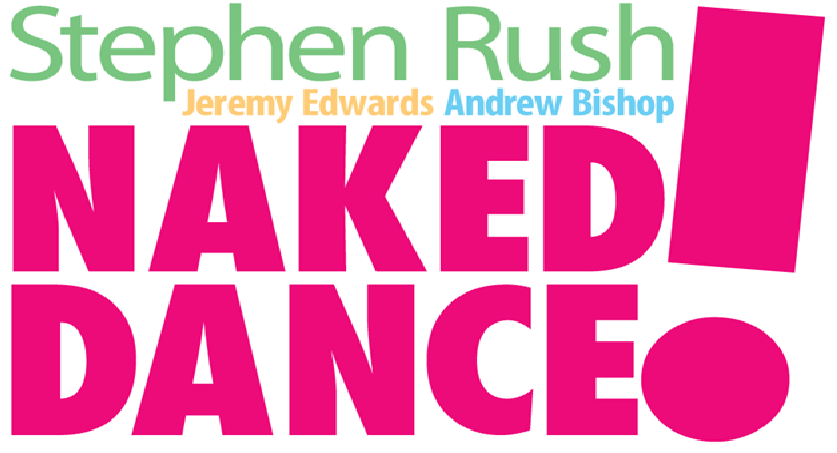 Stephen Rush
Jeremy Edwards Andrew Bishop
NAKED
DANCE!